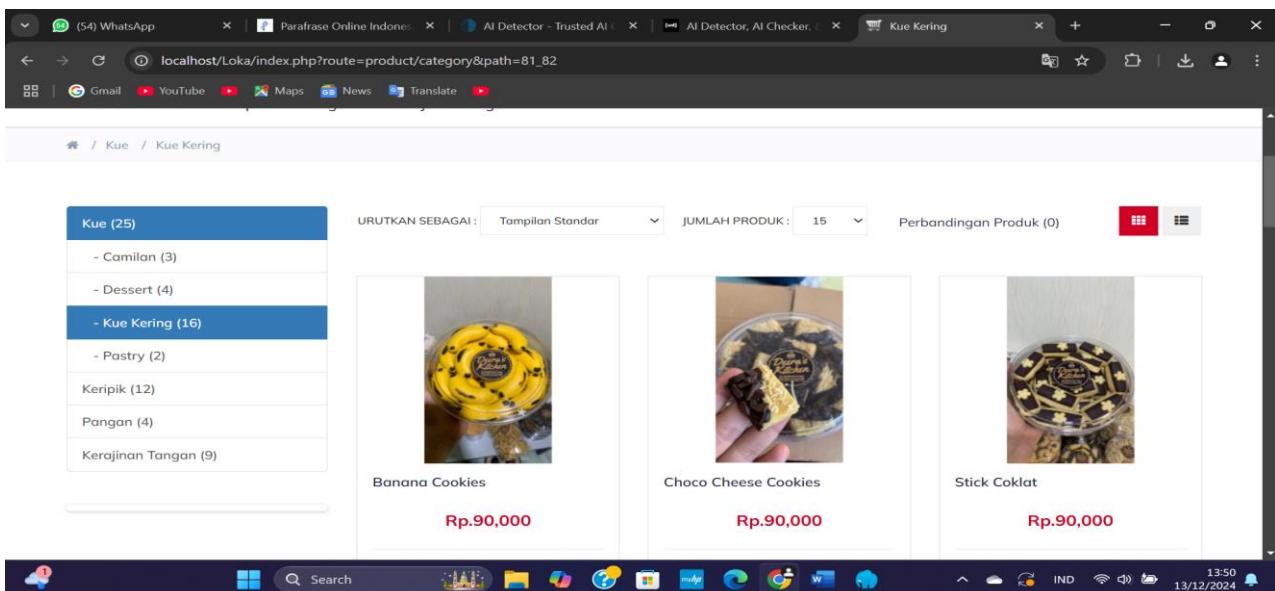 (54) WhatsApp
Parafrase Online Indones
AI Detector - Trusted AI
AI Detector, AI Checker,
Kue Kering
localhost/Loka/index.php?route=product/category&path=81_82
Gmail
YouTube
Maps
News
Translate
/ Kue / Kue Kering
Kue (25)
- Camilan (3)
- Dessert (4)
- Kue Kering (16)
- Pastry (2)
Keripik (12)
Pangan (4)
Kerajinan Tangan (9)
URUTKAN SEBAGAI : Tampilan Standar JUMLAH PRODUK : 15 Perbandingan Produk (0)
Banana Cookies
Rp.90,000
Choco Cheese Cookies
Rp.90,000
Stick Coklat
Rp.90,000
1
Search
IND
13:50
13/12/2024